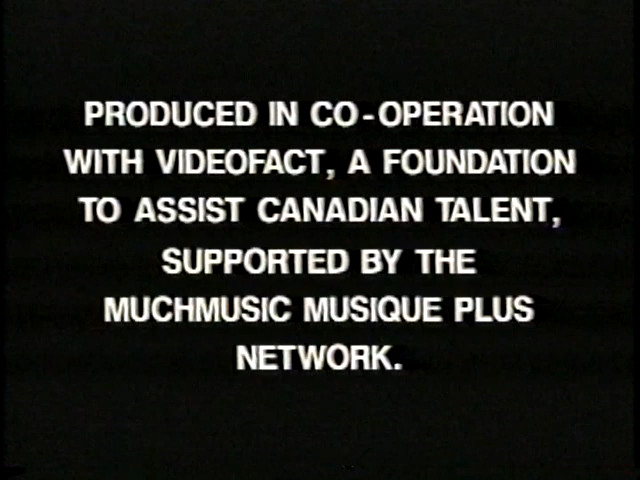 PRODUCED IN CO-OPERATION
WITH VIDEOFACT, A FOUNDATION
TO ASSIST CANADIAN TALENT,
SUPPORTED BY THE
MUCHMUSIC MUSIQUE PLUS
NETWORK.